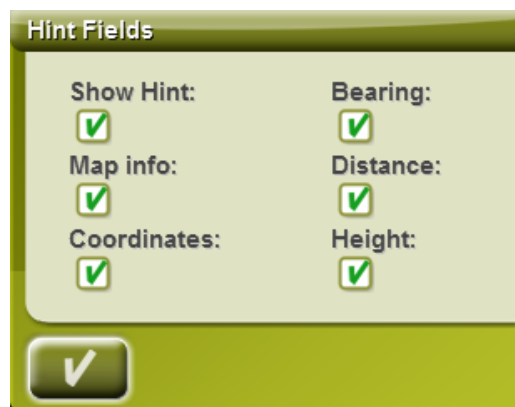 Hint Fields
Show Hint: Bearing:
Map info: Distance:
Coordinates: Height: